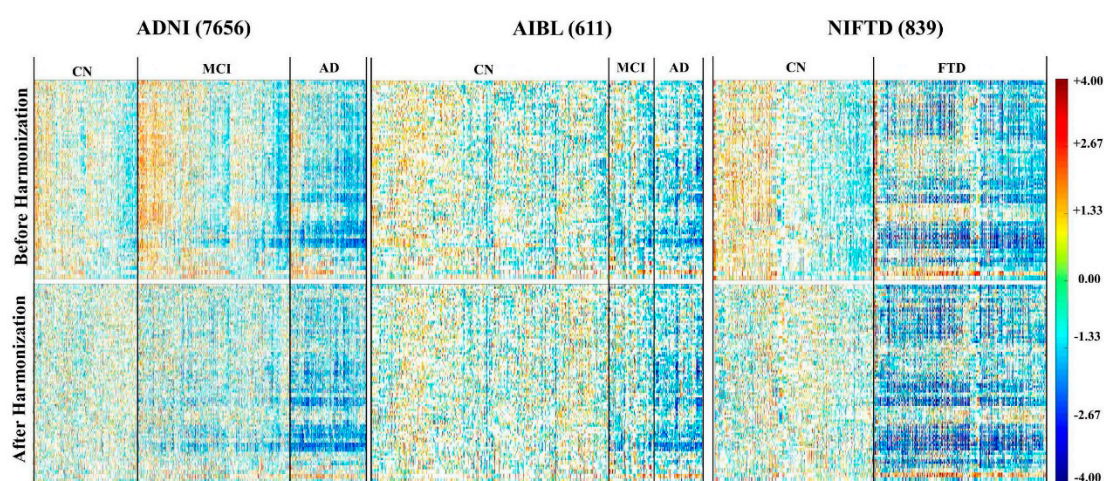 ADNI (7656) AIBL (611) NIFTD (839)
CN MCI AD CN MCI AD CN FTD
Before Harmonization
After Harmonization
+4.00
+2.67
+1.33
0.00
-1.33
-2.67
-4.00